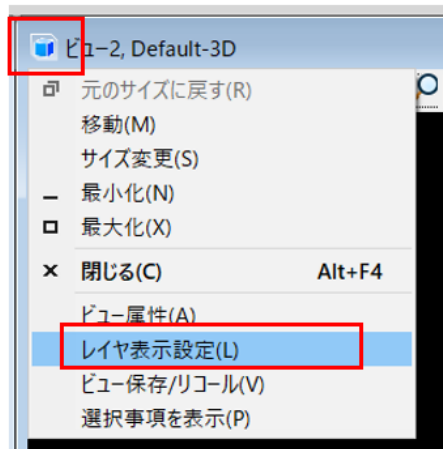 ビュー2, Default-3D
元のサイズに戻す(R)
移動(M)
サイズ変更(S)
最小化(N)
最大化(X)
閉じる(C) Alt+F4
ビュー属性(A)
レイヤ表示設定(L)
ビュー保存/リコール(V)
選択事項を表示(P)